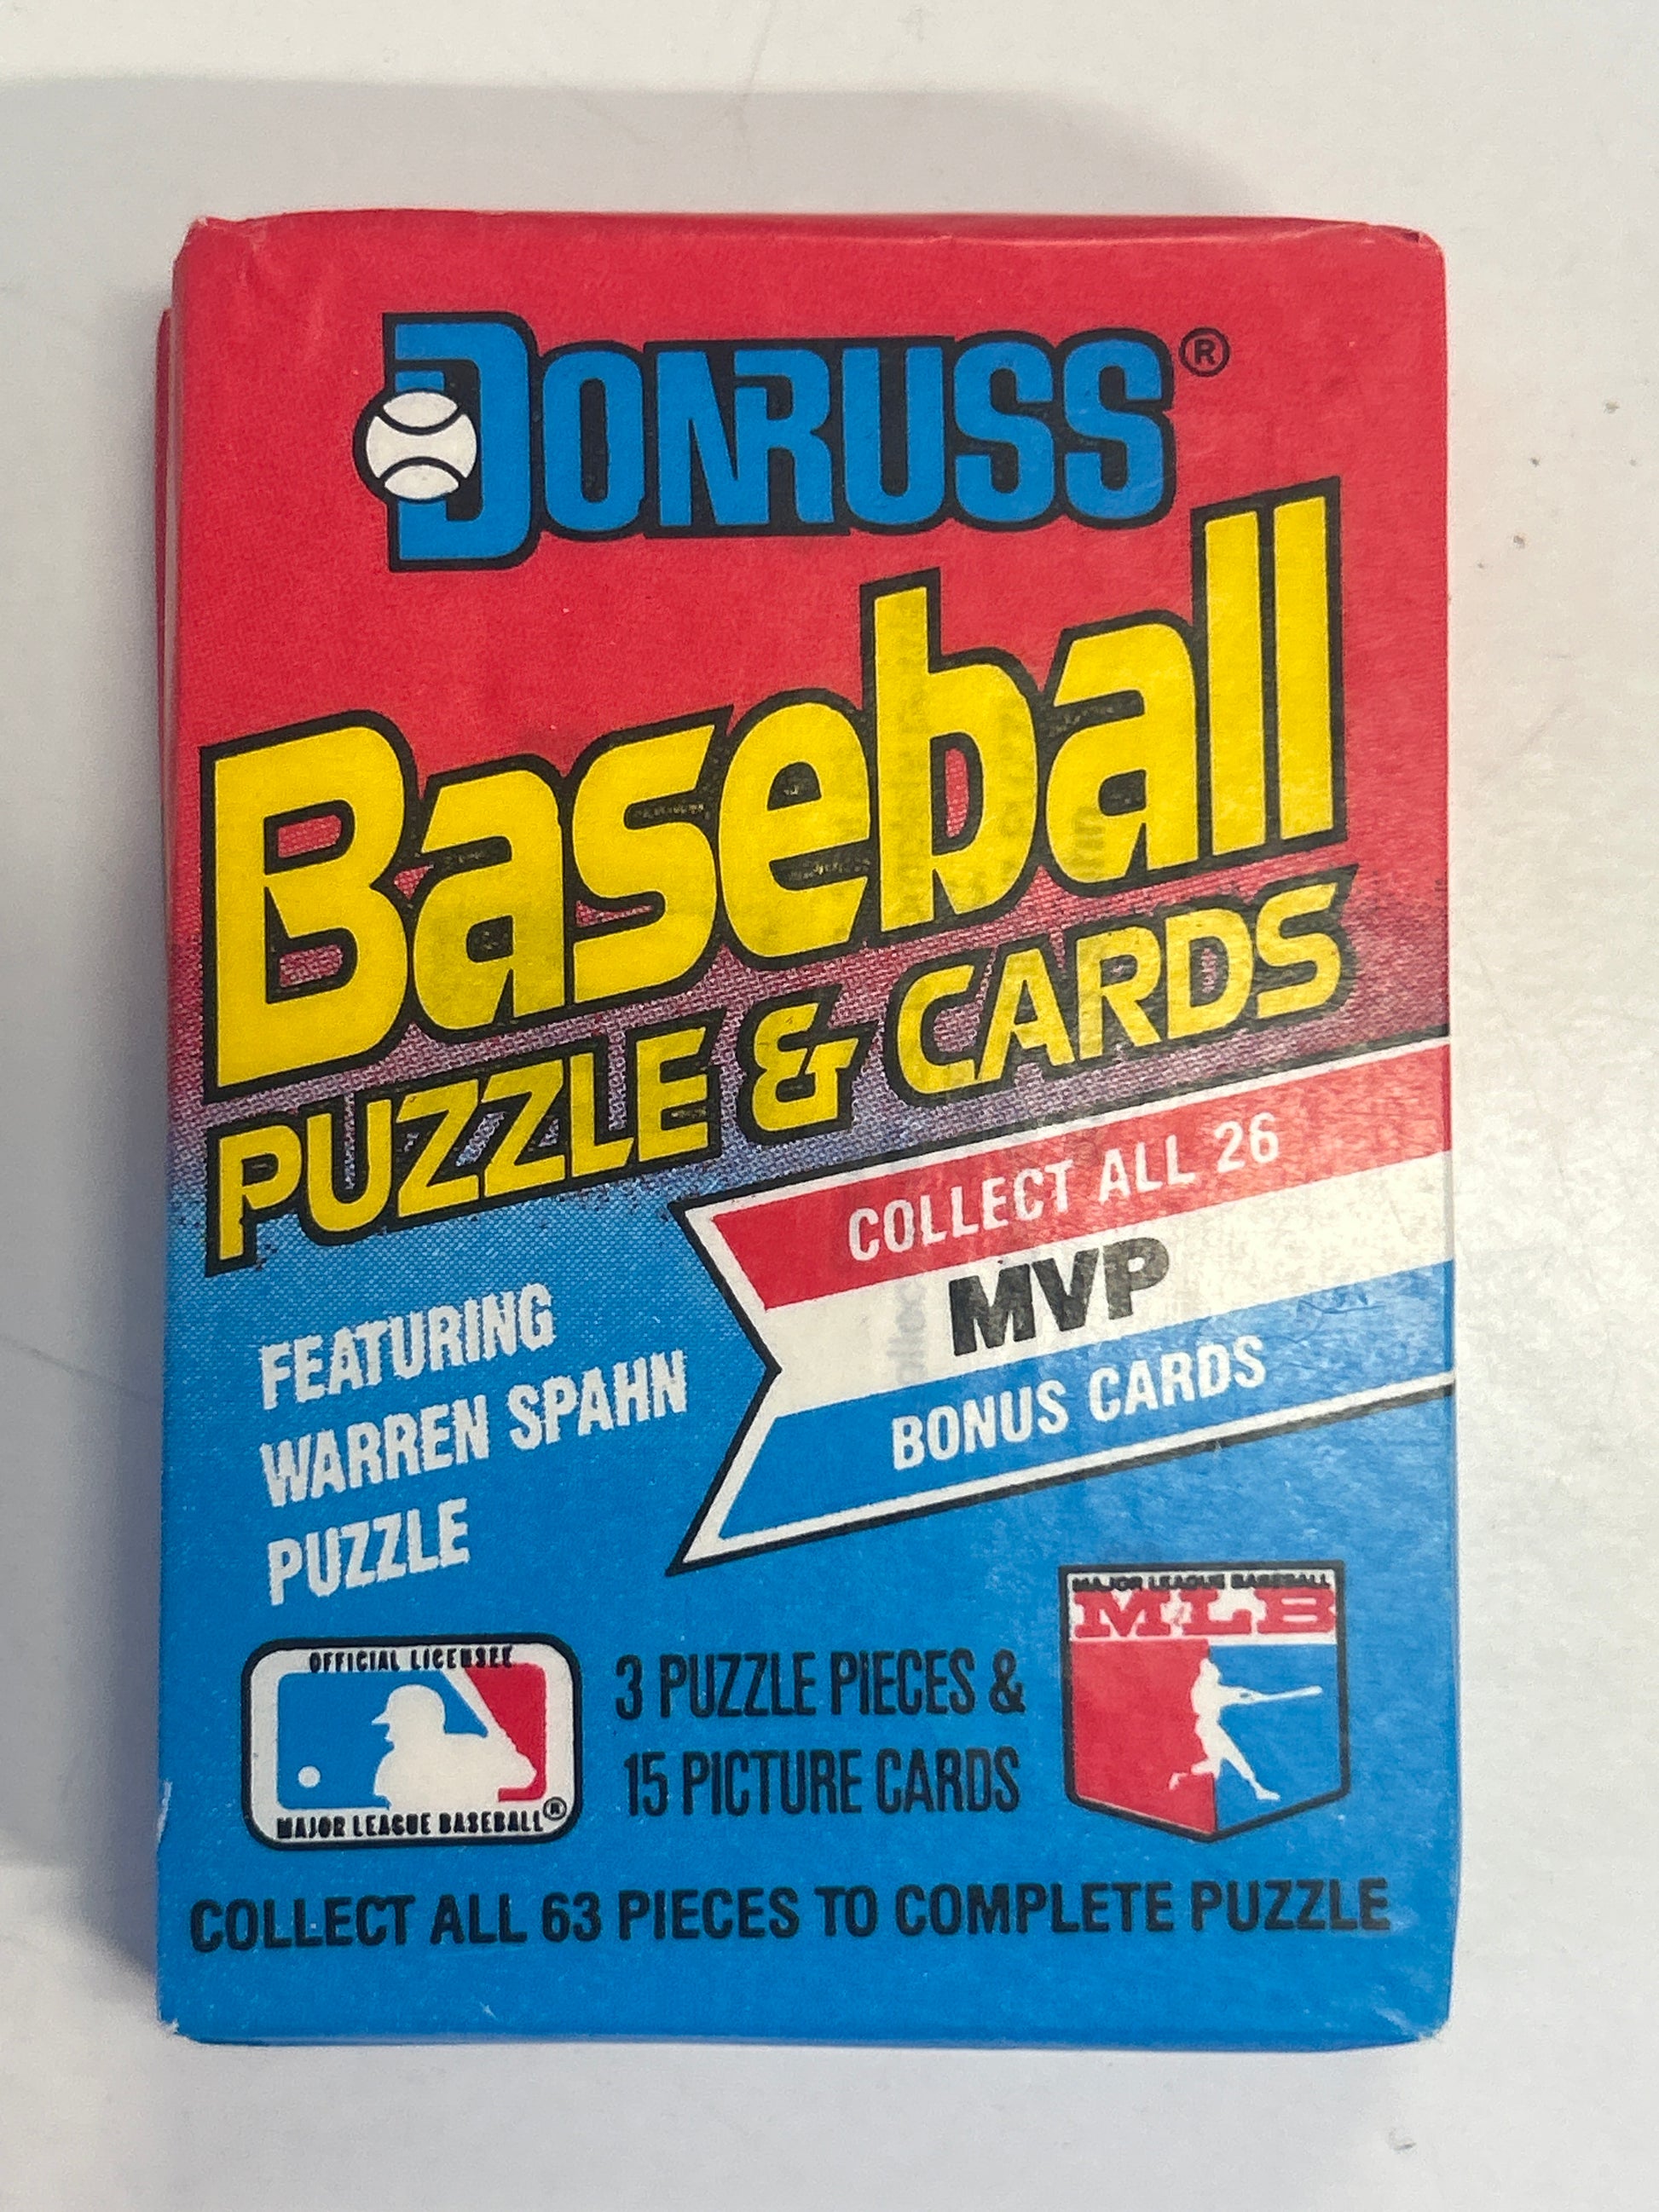 DONRUSS®
Baseball
PUZZLE & CARDS
COLLECT ALL 26
MVP
BONUS CARDS
FEATURING
WARREN SPAHN
PUZZLE
OFFICIAL LICENSEE
MAJOR LEAGUE BASEBALL®
3 PUZZLE PIECES &
15 PICTURE CARDS
MAJOR LEAGUE BASEBALL
MLB
COLLECT ALL 63 PIECES TO COMPLETE PUZZLE